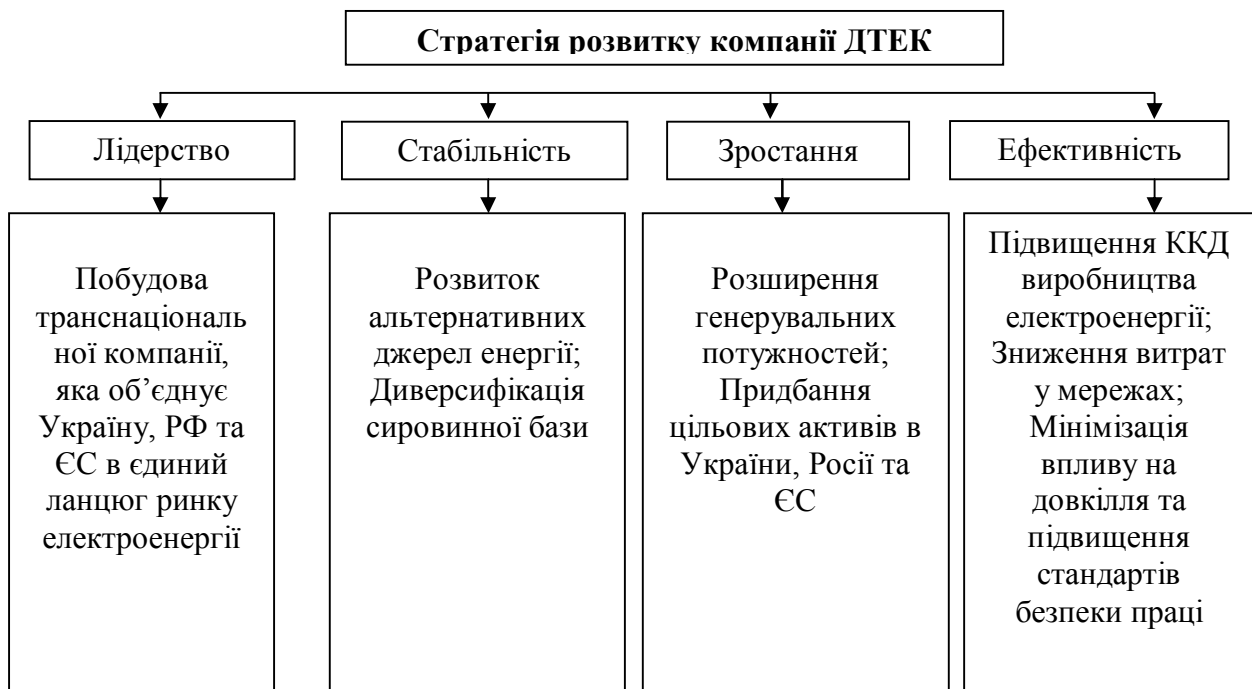 Стратегія розвитку компанії ДТЕК
Лідерство
Стабільність
Зростання
Ефективність
Побудова
транснаціональ
ної компанії,
яка об’єднує
Україну, РФ та
ЄС в єдиний
ланцюг ринку
електроенергії
Розвиток
альтернативних
джерел енергії;
Диверсифікація
сировинної бази
Розширення
генерувальних
потужностей;
Придбання
цільових активів в
України, Росії та
ЄС
Підвищення ККД
виробництва
електроенергії;
Зниження витрат
у мережах;
Мінімізація
впливу на
довкілля та
підвищення
стандартів
безпеки праці